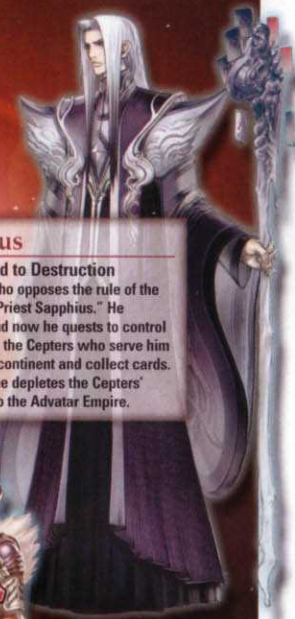 us
d to Destruction
ho opposes the rule of the
Priest Sapphius." He
d now he quests to control
the Cepters who serve him
continent and collect cards.
e depletes the Cepters'
o the Advatar Empire.